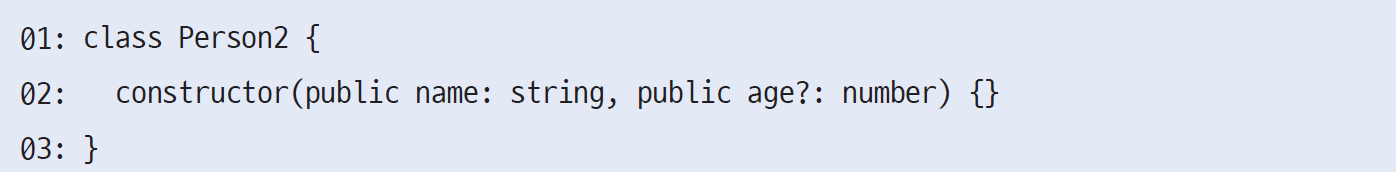 01: class Person2 {
02:   constructor(public name: string, public age?: number) {}
03: }